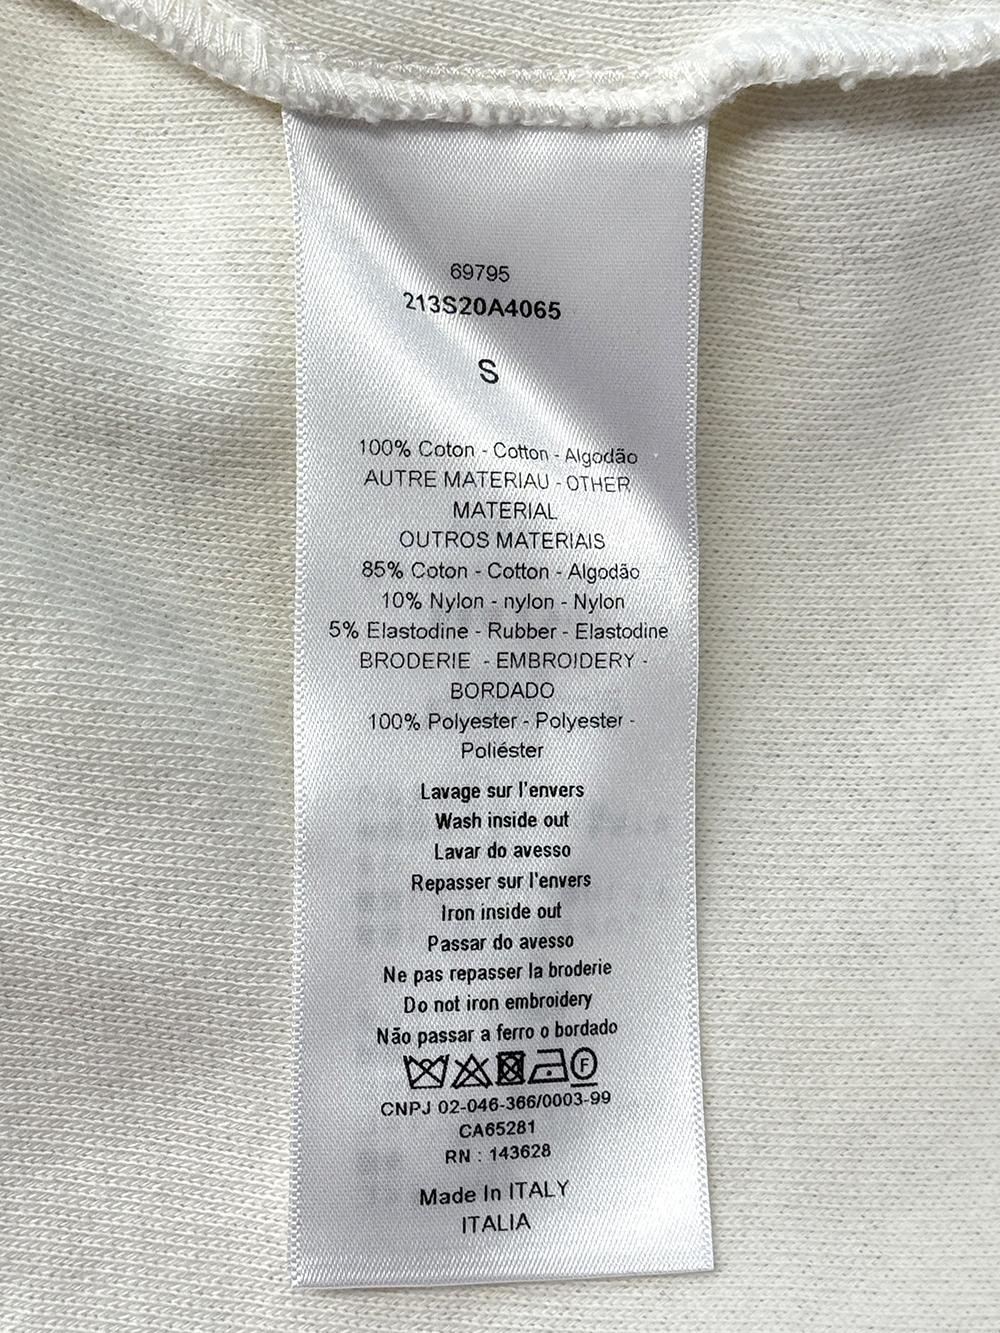 69795
213S20A4065
S
100% Coton - Cotton - Algodão
AUTRE MATERIAU - OTHER
MATERIAL
OUTROS MATERIAIS
85% Coton - Cotton - Algodão
10% Nylon - nylon - Nylon
5% Elastodine - Rubber - Elastodine
BRODERIE - EMBROIDERY -
BORDADO
100% Polyester - Polyester -
Poliéster
Lavage sur l'envers
Wash inside out
Lavar do avesso
Repasser sur l'envers
Iron inside out
Passar do avesso
Ne pas repasser la broderie
Do not iron embroidery
Não passar a ferro o bordado
F
CNPJ 02-046-366/0003-99
CA65281
RN : 143628
Made In ITALY
ITALIA